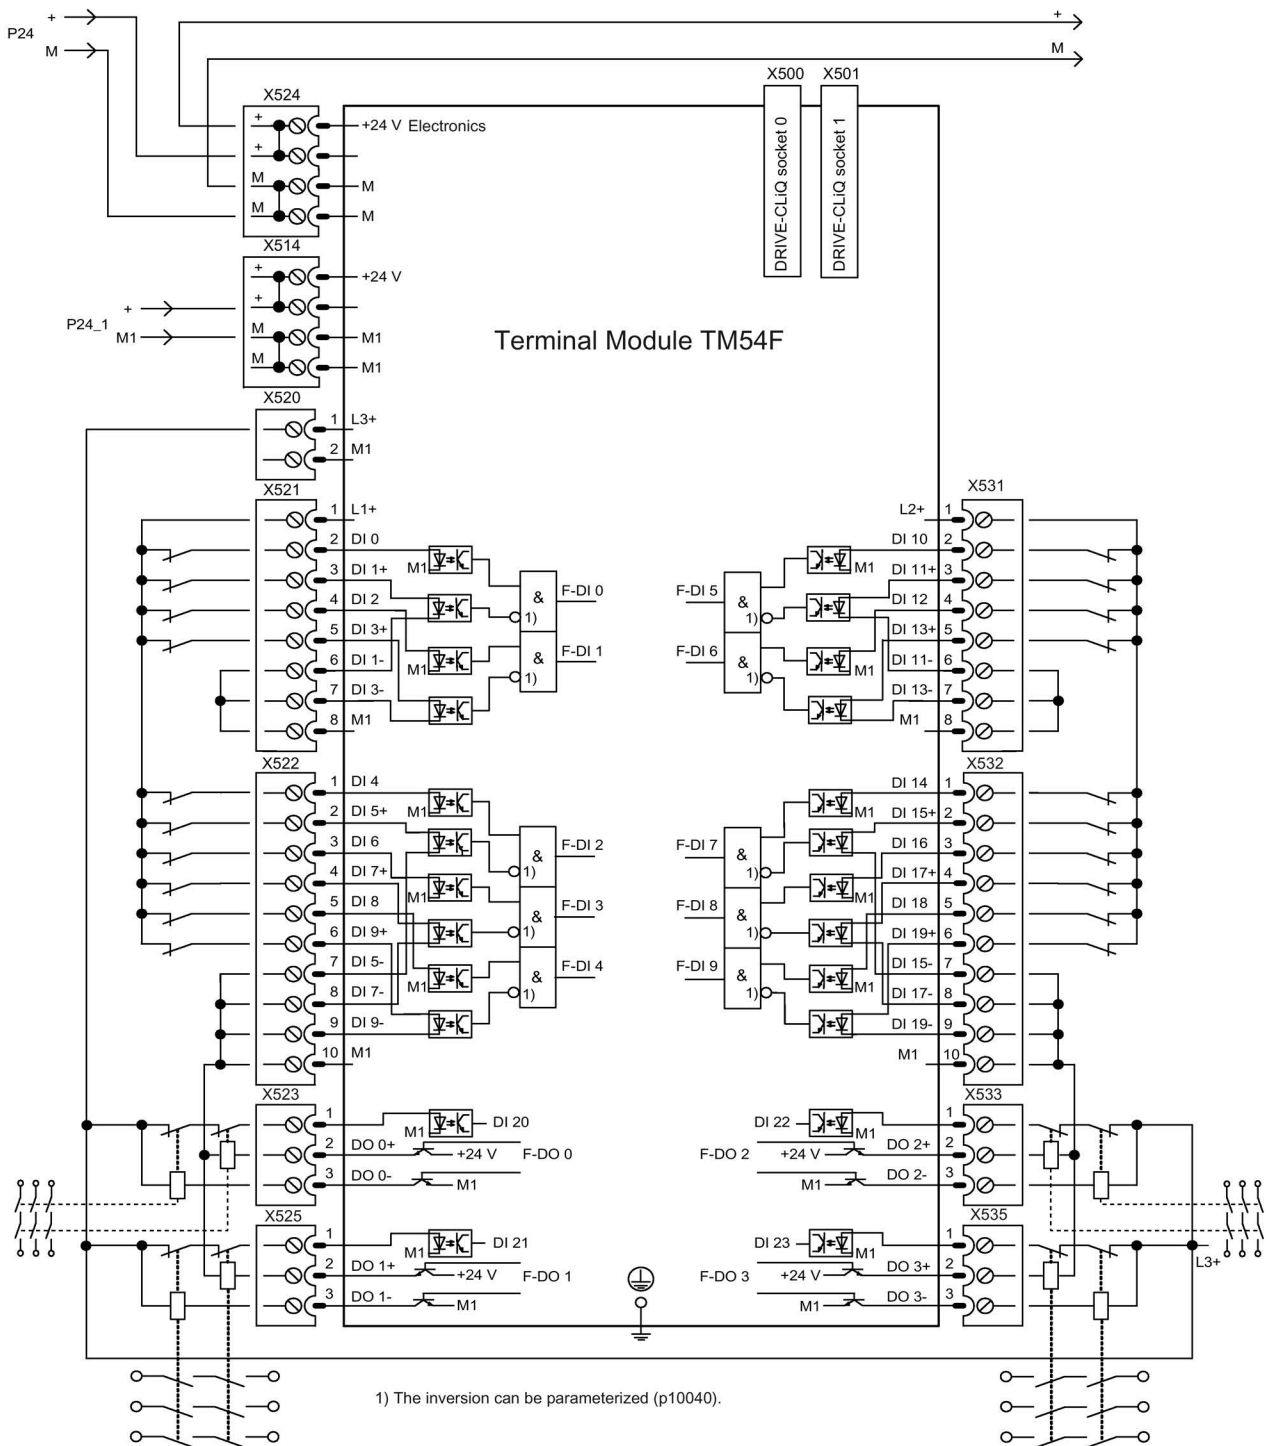 +
+
P24
M
M
X500 X501
X524
DRIVE-CLiQ socket 0
DRIVE-CLiQ socket 1
+ +24 V Electronics
+
M M
M M
X514
+ +24 V
+
+
P24_1
M1
M M1
M M1
Terminal Module TM54F
X520
1 L3+
2 M1
X521
1 L1+
2 DI 0
3 DI 1+
4 DI 2
5 DI 3+
6 DI 1-
7 DI 3-
8 M1
M1
M1
&
1)
F-DI 0
&
1)
F-DI 1
X531
L2+ 1
DI 10 2
DI 11+ 3
DI 12 4
DI 13+ 5
DI 11- 6
DI 13- 7
M1 8
M1
M1
F-DI 5
&
1)
F-DI 6
&
1)
X522
1 DI 4
2 DI 5+
3 DI 6
4 DI 7+
5 DI 8
6 DI 9+
7 DI 5-
8 DI 7-
9 DI 9-
10 M1
M1
M1
M1
&
1)
F-DI 2
&
1)
F-DI 3
&
1)
F-DI 4
X532
DI 14 1
DI 15+ 2
DI 16 3
DI 17+ 4
DI 18 5
DI 19+ 6
DI 15- 7
DI 17- 8
DI 19- 9
M1 10
M1
M1
M1
F-DI 7
&
1)
F-DI 8
&
1)
F-DI 9
&
1)
X523
1
M1
DI 20
2 DO 0+
+24 V
F-DO 0
3 DO 0-
M1
X533
DI 22
M1
1
F-DO 2
+24 V
DO 2+ 2
M1
DO 2- 3
X525
1
M1
DI 21
2 DO 1+
+24 V
F-DO 1
3 DO 1-
M1
X535
DI 23
M1
1
F-DO 3
+24 V
DO 3+ 2
M1
DO 3- 3
L3+
1) The inversion can be parameterized (p10040).